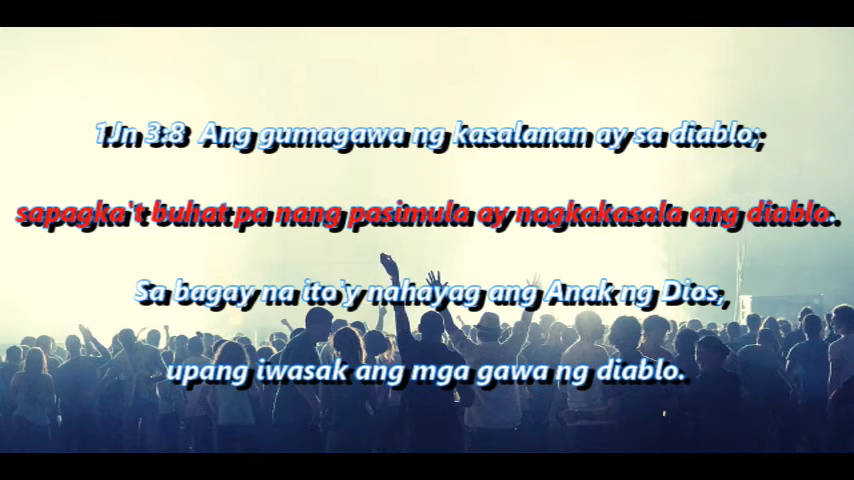 1Jn 3:8 Ang gumagawa ng kasalanan ay sa diablo;
sapagka't buhat pa nang pasimula ay nagkakasala ang diablo.
Sa bagay na ito'y nahayag ang Anak ng Dios,
upang iwasak ang mga gawa ng diablo.